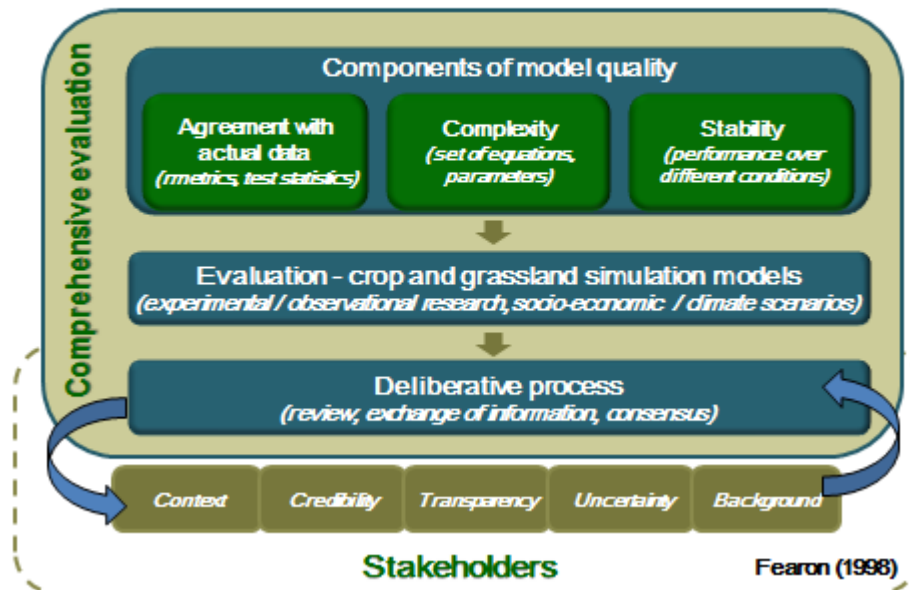 Comprehensive evaluation
Components of model quality
Agreement with
actual data
(rmetrics, test statistics)
Complexity
(set of equations,
parameters)
Stability
(performance over
different conditions)
Evaluation - crop and grassland simulation models
(experimental / observational research, socio-economic / climate scenarios)
Deliberative process
(review, exchange of information, consensus)
Context
Credibility
Transparency
Uncertainty
Background
Stakeholders
Fearon (1998)